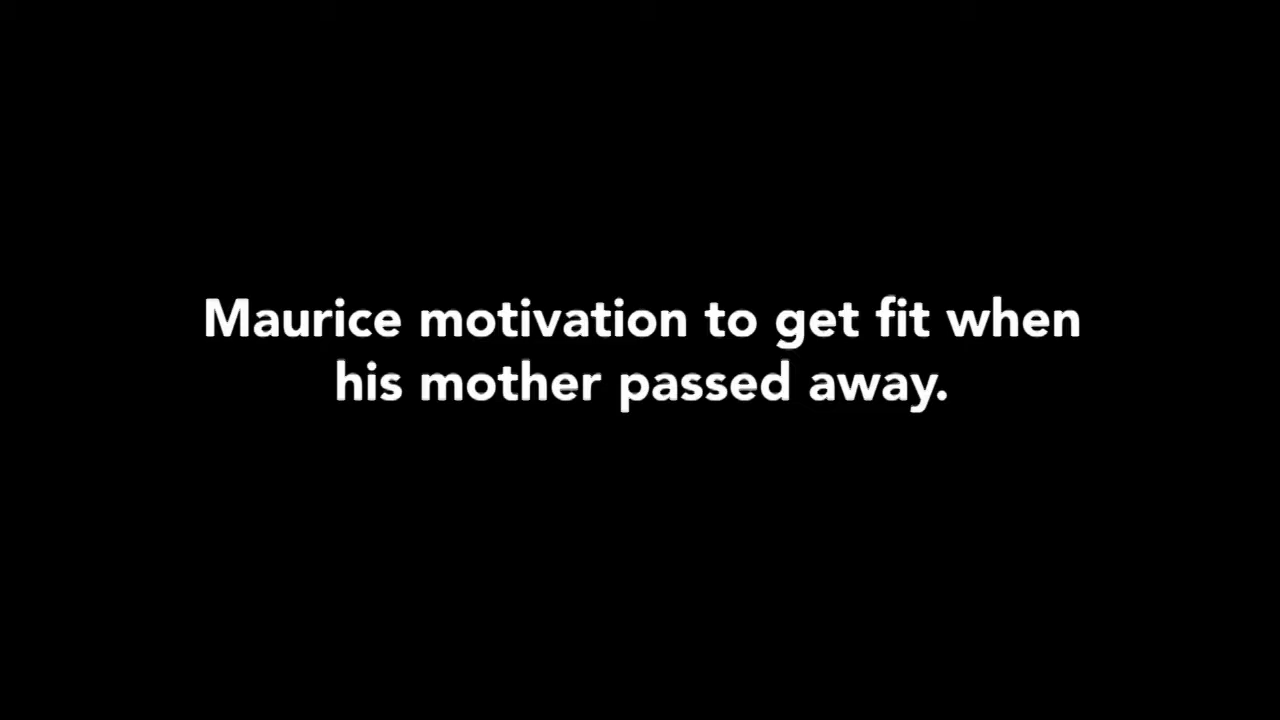 Maurice motivation to get fit when
his mother passed away.